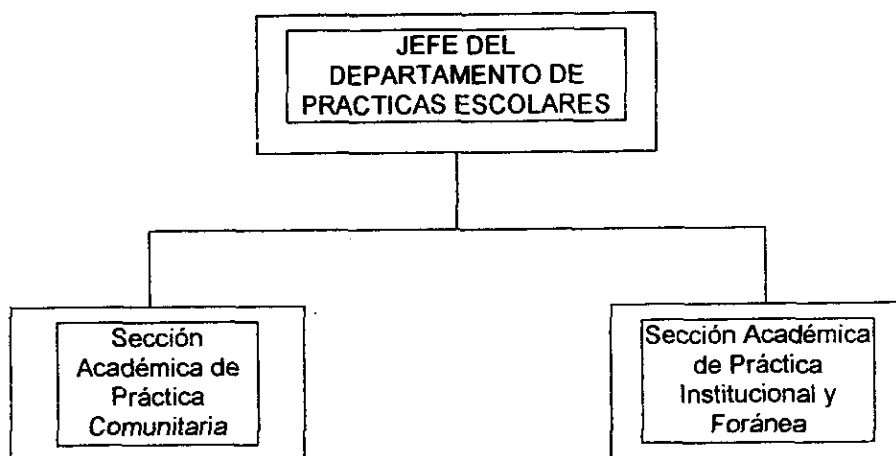 JEFE DEL
DEPARTAMENTO DE
PRACTICAS ESCOLARES
Sección
Académica de
Práctica
Comunitaria
Sección Académica
de Práctica
Institucional y
Foránea